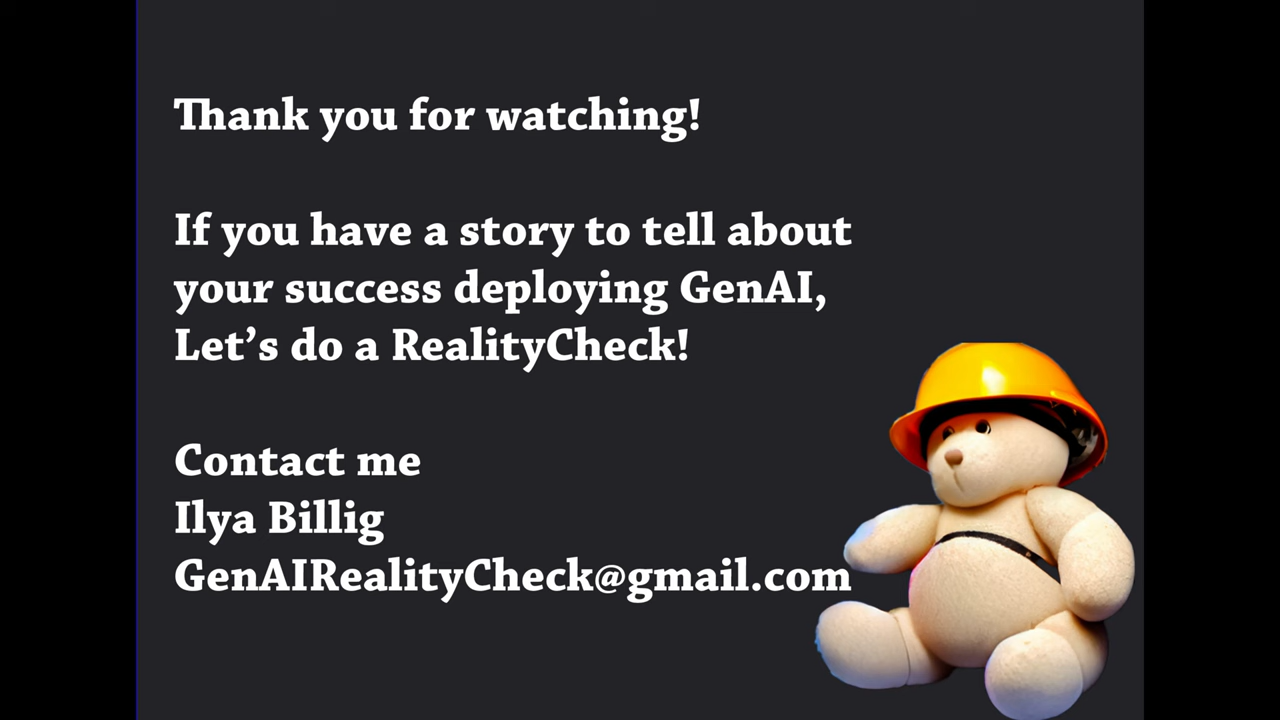 Thank you for watching!
If you have a story to tell about
your success deploying GenAI,
Let’s do a RealityCheck!
Contact me
Ilya Billig
GenAIRealityCheck@gmail.com